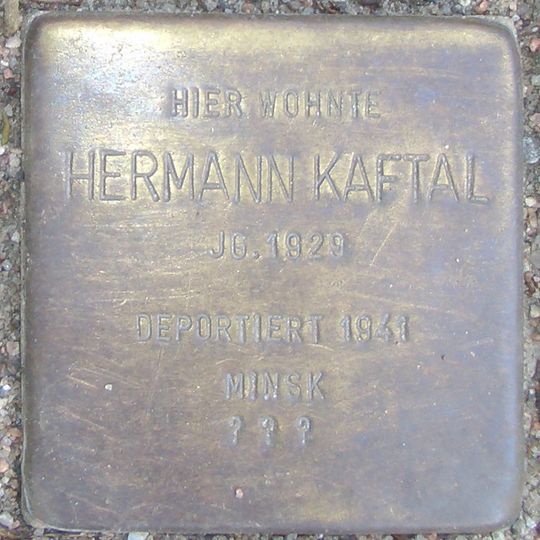 HIER WOHNTE
HERMANN KAFTAL
JG. 1929
DEPORTIERT 1941
MINSK
? ? ?